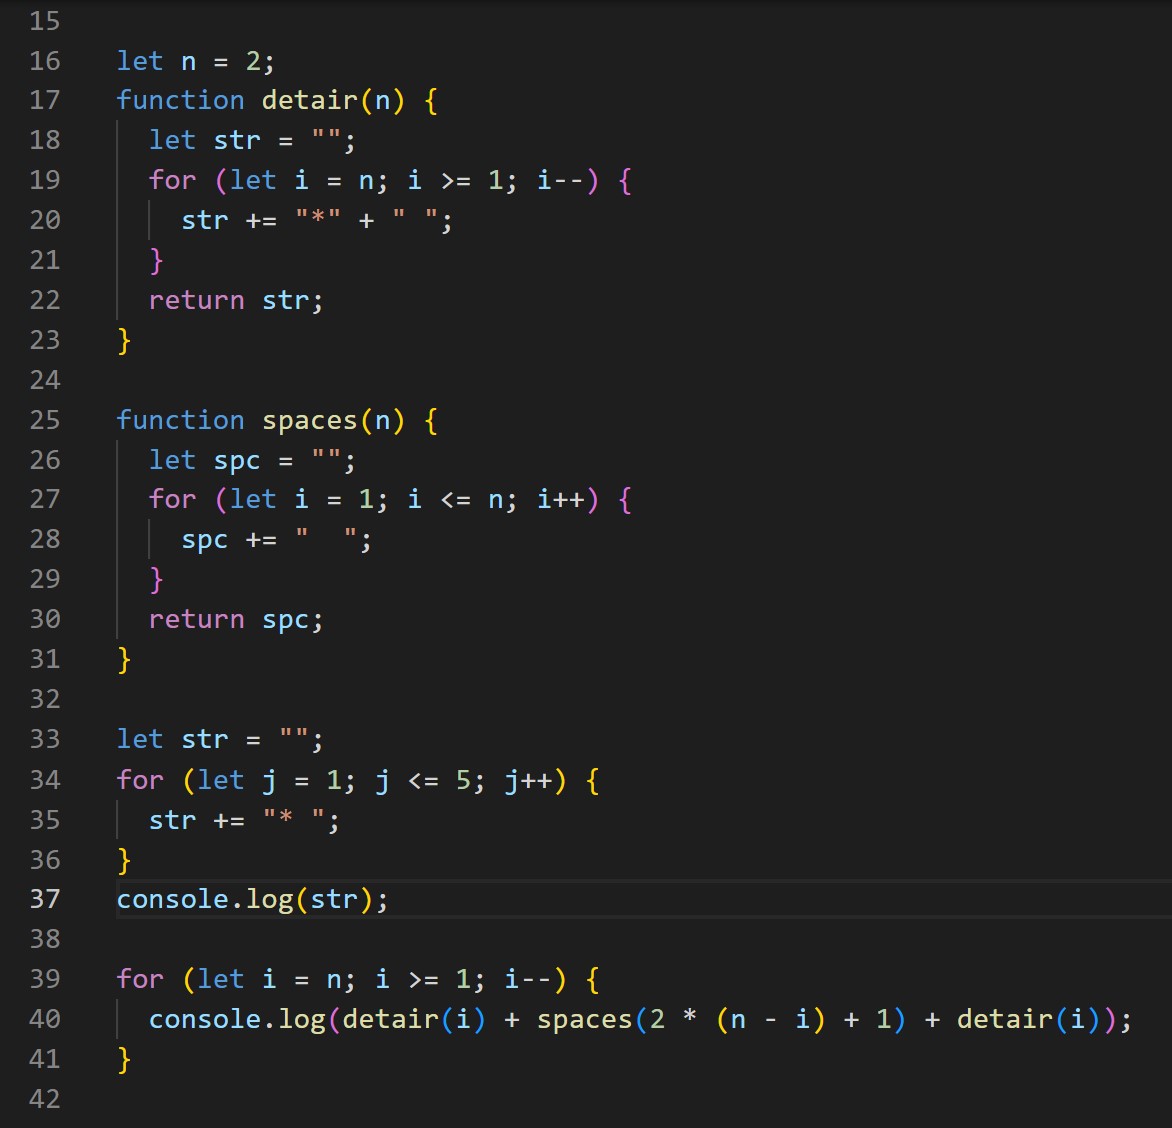 15
16 let n = 2;
17 function detair(n) {
18   let str = "";
19   for (let i = n; i >= 1; i--) {
20     str += "*" + " ";
21   }
22   return str;
23 }
24
25 function spaces(n) {
26   let spc = "";
27   for (let i = 1; i <= n; i++) {
28     spc += "  ";
29   }
30   return spc;
31 }
32
33 let str = "";
34 for (let j = 1; j <= 5; j++) {
35   str += "* ";
36 }
37 console.log(str);
38
39 for (let i = n; i >= 1; i--) {
40   console.log(detair(i) + spaces(2 * (n - i) + 1) + detair(i));
41 }
42